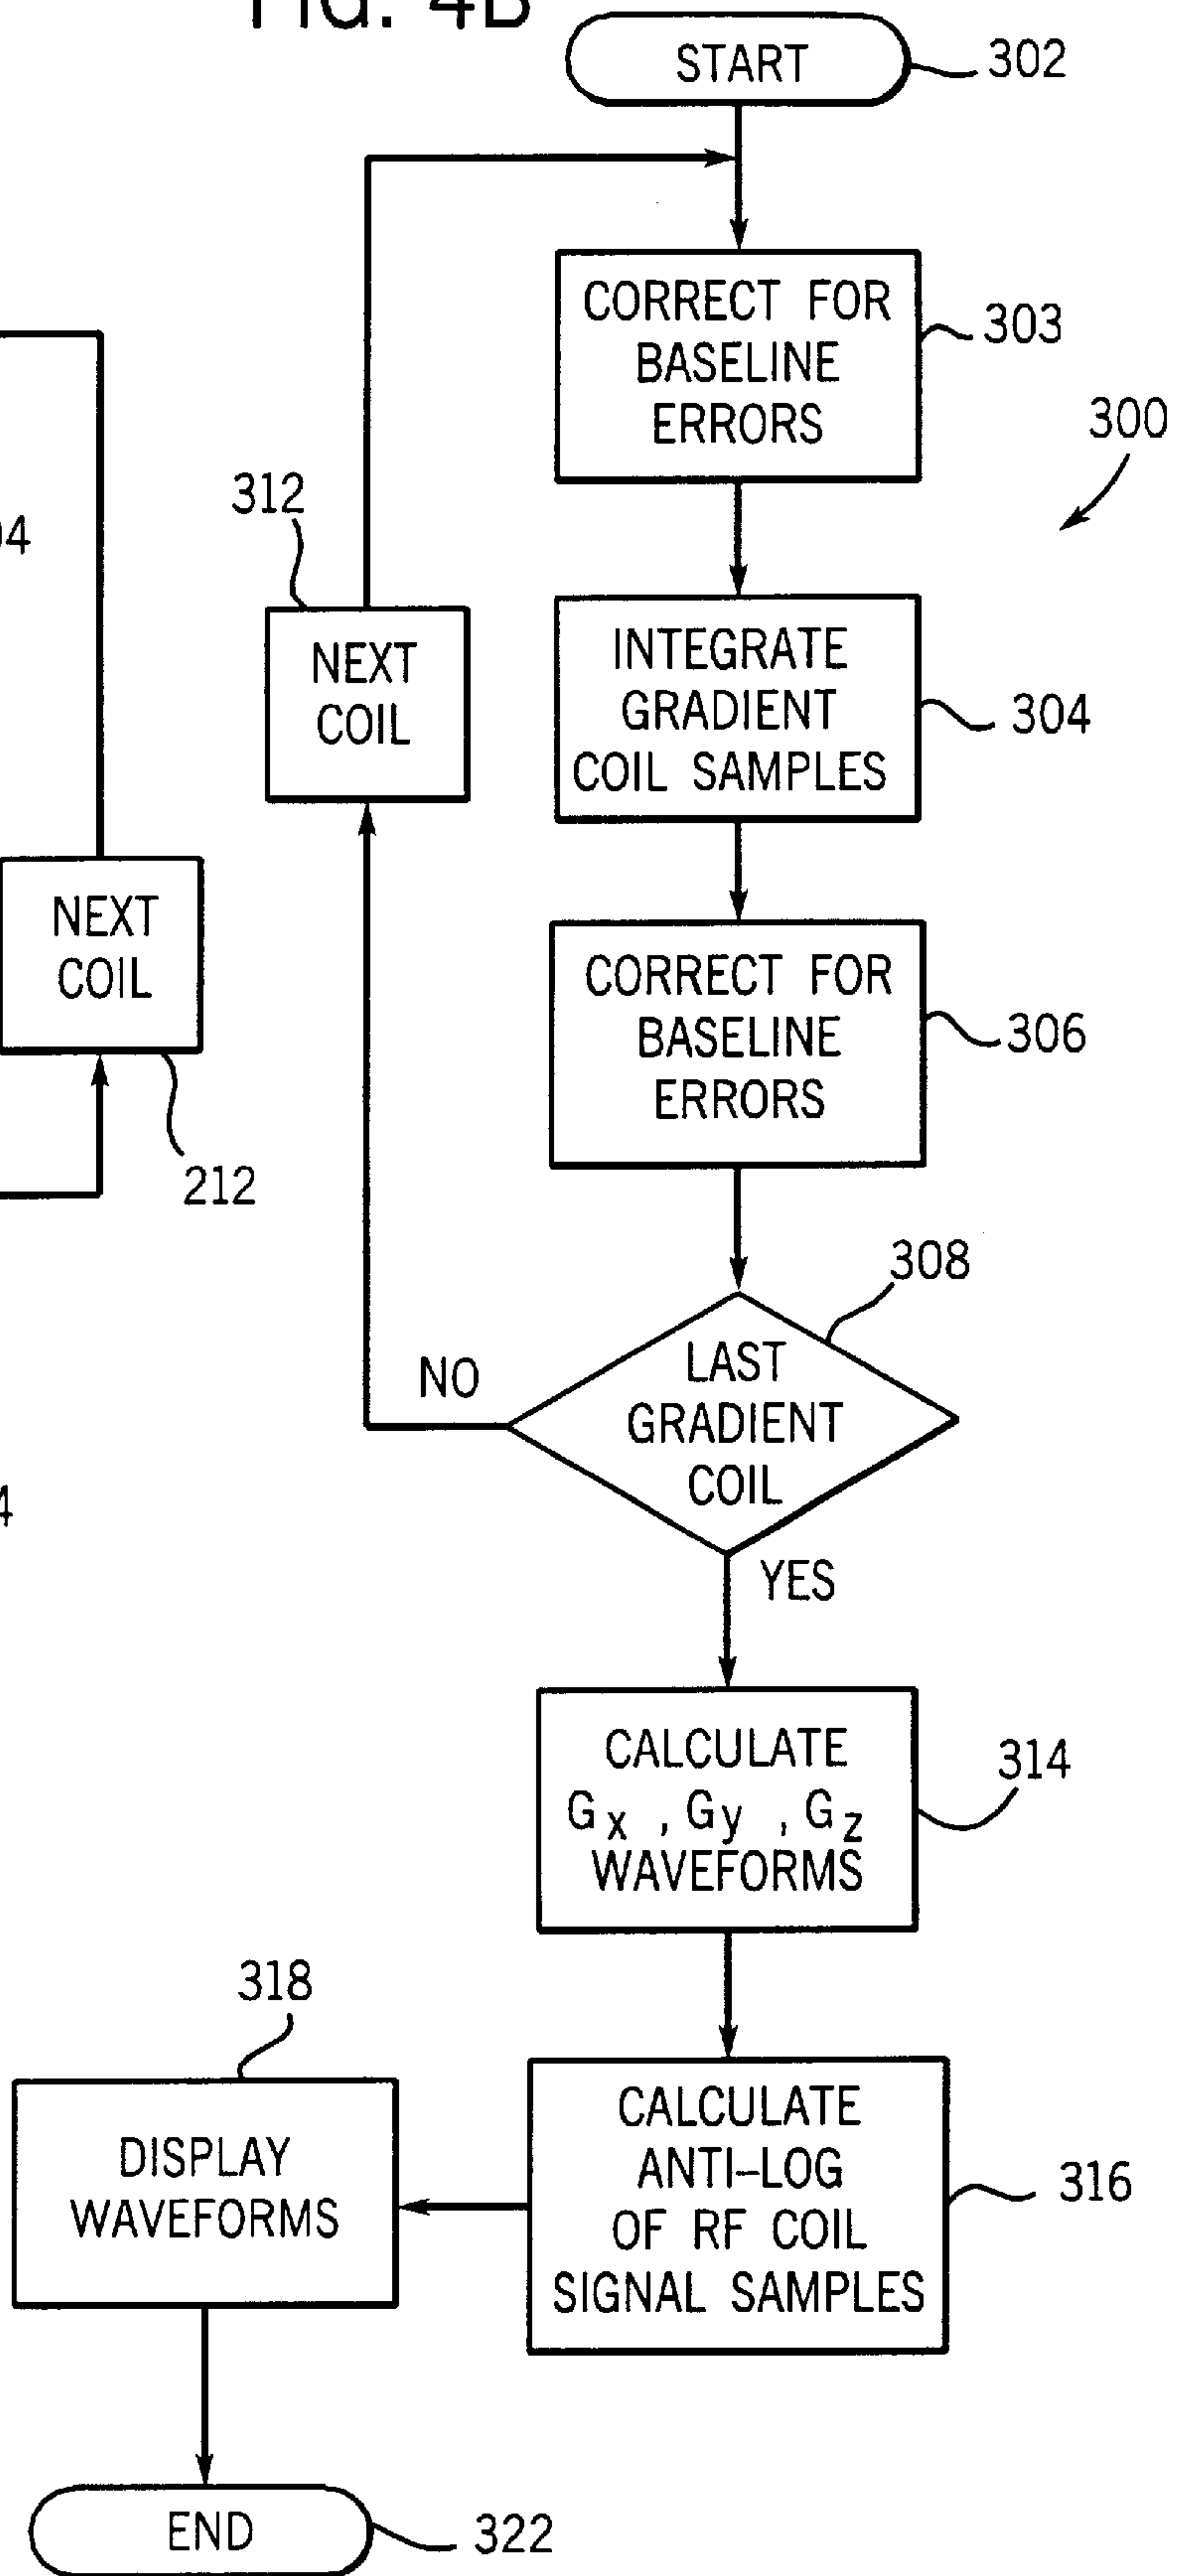 FIG. 4B
START
302
CORRECT FOR
BASELINE
ERRORS
303
300
312
NEXT
COIL
INTEGRATE
GRADIENT
COIL SAMPLES
304
04
NEXT
COIL
212
CORRECT FOR
BASELINE
ERRORS
306
308
LAST
GRADIENT
COIL
NO
YES
4
CALCULATE
Gx , Gy , Gz
WAVEFORMS
314
318
DISPLAY
WAVEFORMS
CALCULATE
ANTI-LOG
OF RF COIL
SIGNAL SAMPLES
316
END
322